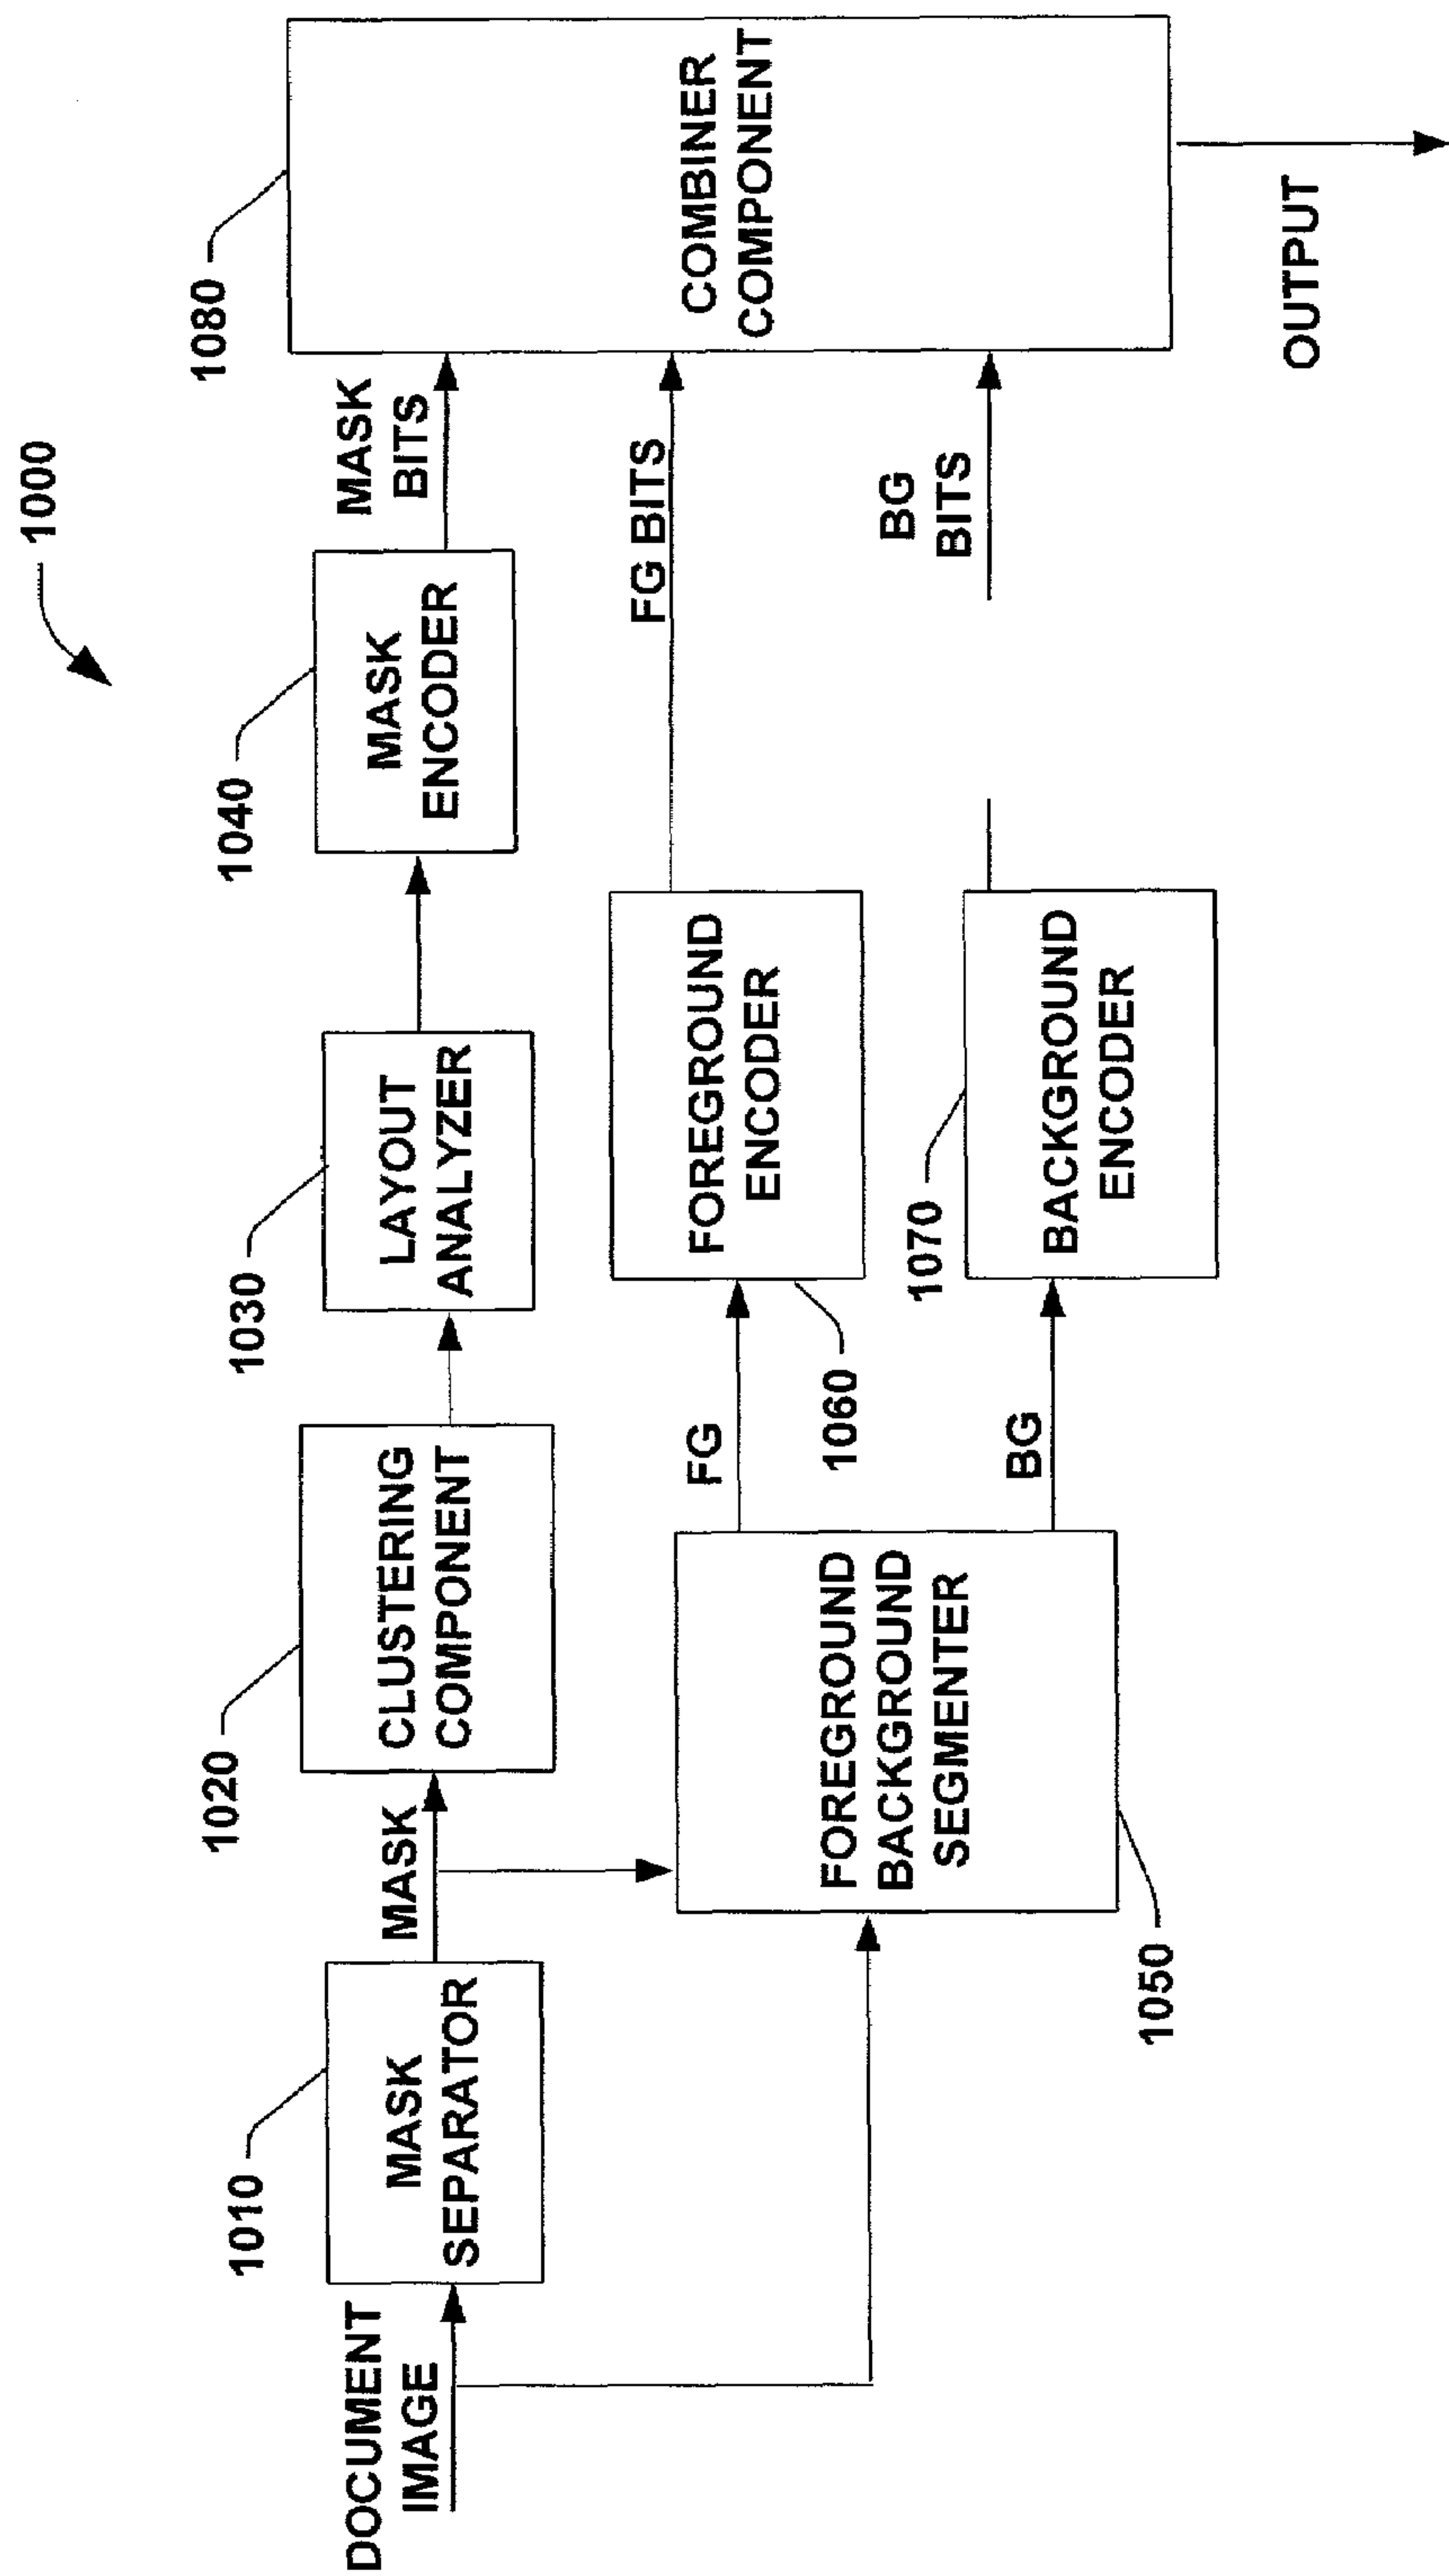 1000
DOCUMENT
IMAGE
1010
MASK
SEPARATOR
MASK
1020
CLUSTERING
COMPONENT
1030
LAYOUT
ANALYZER
1040
MASK
ENCODER
MASK
BITS
1080
COMBINER
COMPONENT
FOREGROUND
BACKGROUND
SEGMENTER
1050
FG
FOREGROUND
ENCODER
1060
FG BITS
BG
1070
BACKGROUND
ENCODER
BG
BITS
OUTPUT